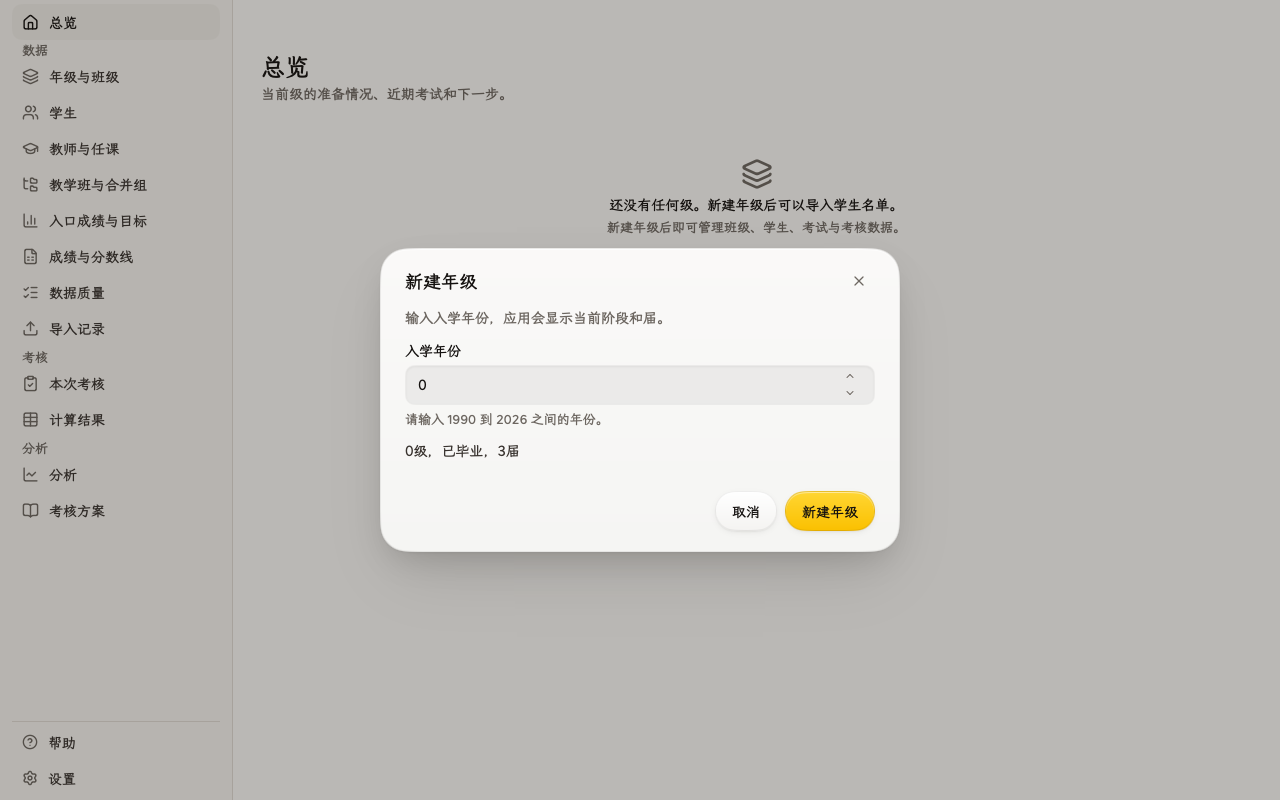 总览
数据
年级与班级
学生
教师与任课
教学班与合并组
入口成绩与目标
成绩与分数线
数据质量
导入记录
考核
本次考核
计算结果
分析
分析
考核方案
帮助
设置
总览
当前级的准备情况、近期考试和下一步。
还没有任何级。新建年级后可以导入学生名单。
新建年级后即可管理班级、学生、考试与考核数据。
新建年级
输入入学年份，应用会显示当前阶段和届。
入学年份
0
请输入 1990 到 2026 之间的年份。
0级，已毕业，3届
取消
新建年级